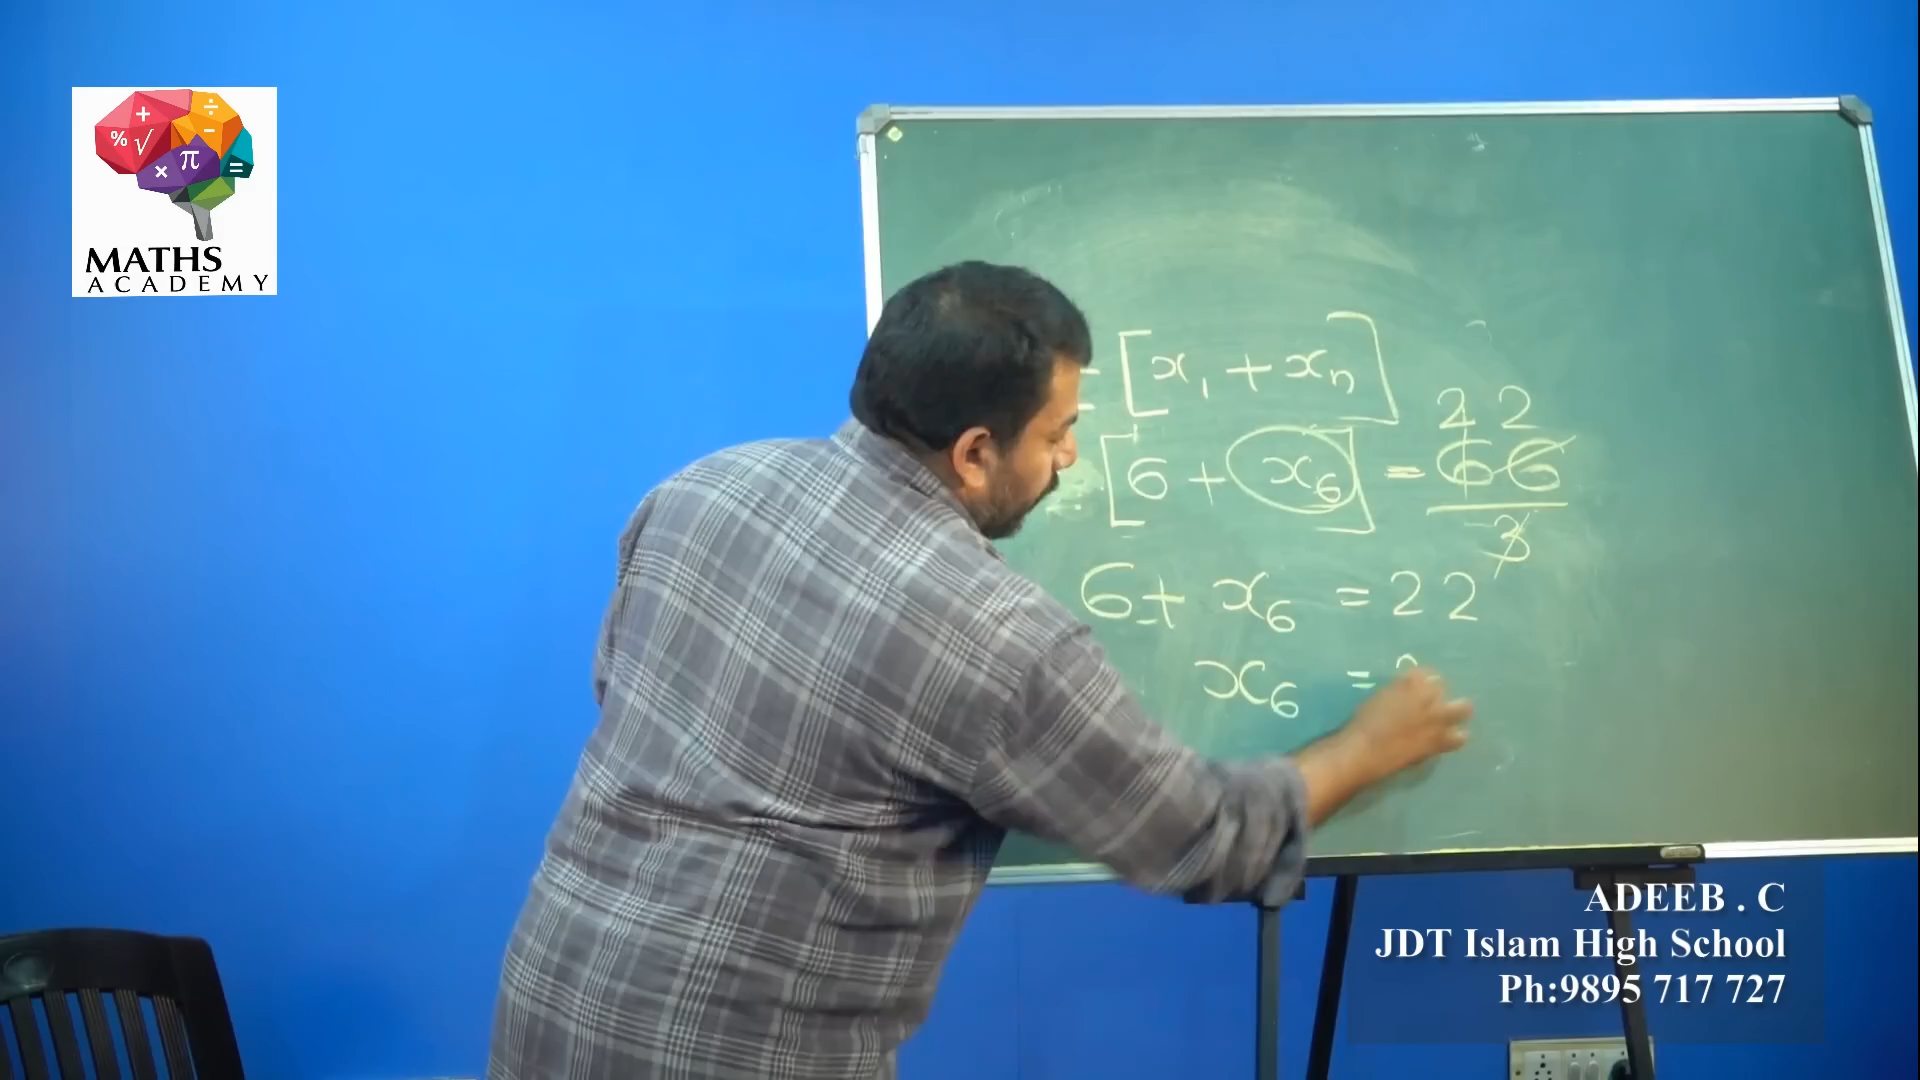 + ÷
% √ −
× π =
MATHS
ACADEMY
= [x₁ + xₙ]
22
[6 + x₆] = 66
3
6 + x₆ = 22
x₆ =
ADEEB . C
JDT Islam High School
Ph:9895 717 727